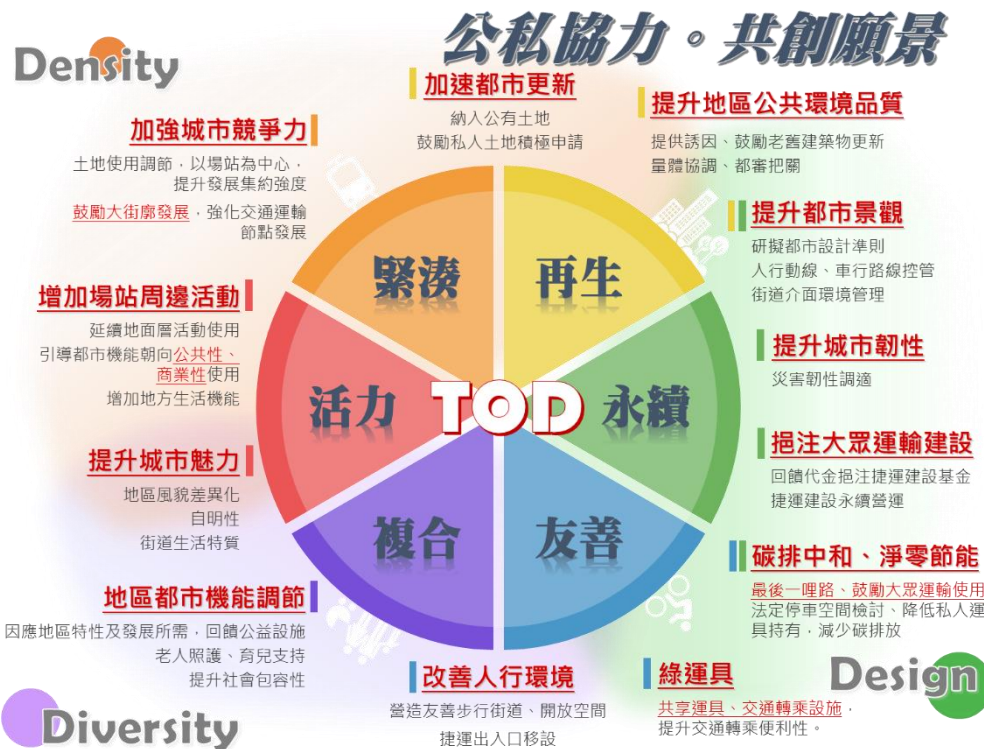 公私協力。共創願景
Density
加速都市更新
納入公有土地
鼓勵私人土地積極申請
提升地區公共環境品質
提供誘因、鼓勵老舊建築物更新
量體協調、都審把關
加強城市競爭力
土地使用調節，以場站為中心，
提升發展集約強度
鼓勵大街廓發展，強化交通運輸
節點發展
提升都市景觀
研擬都市設計準則
人行動線、車行路線控管
街道介面環境管理
緊湊
再生
增加場站周邊活動
延續地面層活動使用
引導都市機能朝向公共性、
商業性使用
增加地方生活機能
提升城市韌性
災害韌性調適
活力
TOD
永續
提升城市魅力
地區風貌差異化
自明性
街道生活特質
挹注大眾運輸建設
回饋代金挹注捷運建設基金
捷運建設永續營運
複合
友善
碳排中和、淨零節能
最後一哩路、鼓勵大眾運輸使用
法定停車空間檢討、降低私人運
具持有，減少碳排放
地區都市機能調節
因應地區特性及發展所需，回饋公益設施
老人照護、育兒支持
提升社會包容性
改善人行環境
營造友善步行街道、開放空間
捷運出入口移設
綠運具
共享運具、交通轉乘設施，
提升交通轉乘便利性。
Design
Diversity